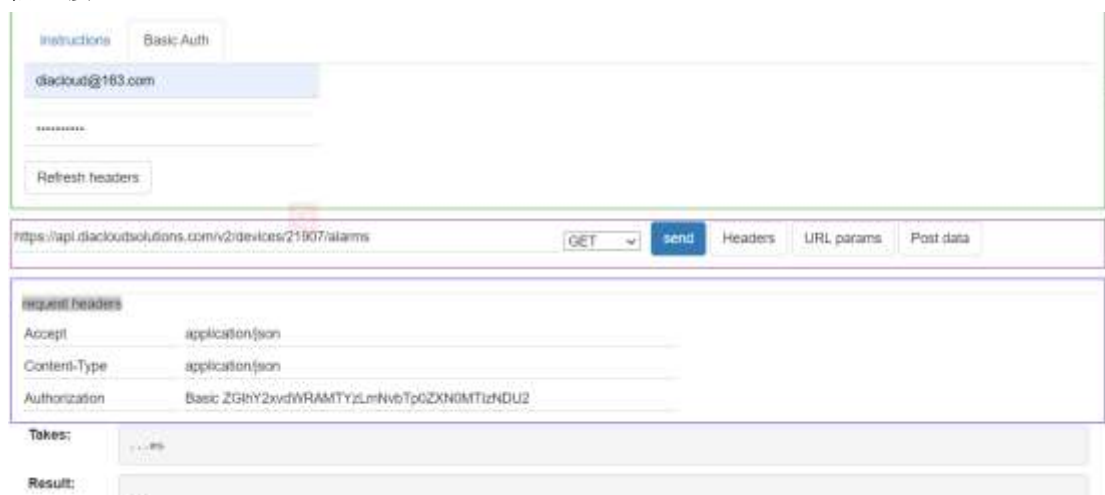 Instructions Basic Auth
diacloud@163.com
Refresh headers
https://api.diacloudsolutions.com/v2/devices/21907/alarms GET send Headers URL params Post data
request headers
Accept application/json
Content-Type application/json
Authorization Basic
Takes:
Result: